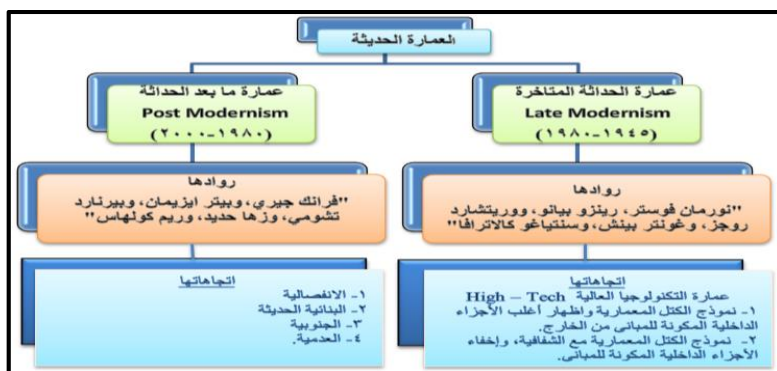 العمارة الحديثة
عمارة الحداثة المتاخرة
Late Modernism
(١٩٤٥-١٩٨٠)
عمارة ما بعد الحداثة
Post Modernism
(١٩٨٠-٢٠٠٠)
روادها
"نورمان فوستر، رينزو بيانو، ووريتشارد
روجز، وغونتر بينش، وسنتياغو كالاترافا"
روادها
"فرانك جيري، وبيتر ايزيمان، وبيرنارد
تشومي، وزها حديد، وريم كولهاس"
اتجاهاتها
عمارة التكنولوجيا العالية High – Tech
١- نموذج الكتل المعمارية واظهار أغلب الأجزاء
الداخلية المكونة للمباني من الخارج.
٢- نموذج الكتل المعمارية مع الشفافية، وإخفاء
الأجزاء الداخلية المكونة للمباني.
اتجاهاتها
١- الانفصالية
٢- البنائية الحديثة
٣- الجنوبية
٤- العدمية.